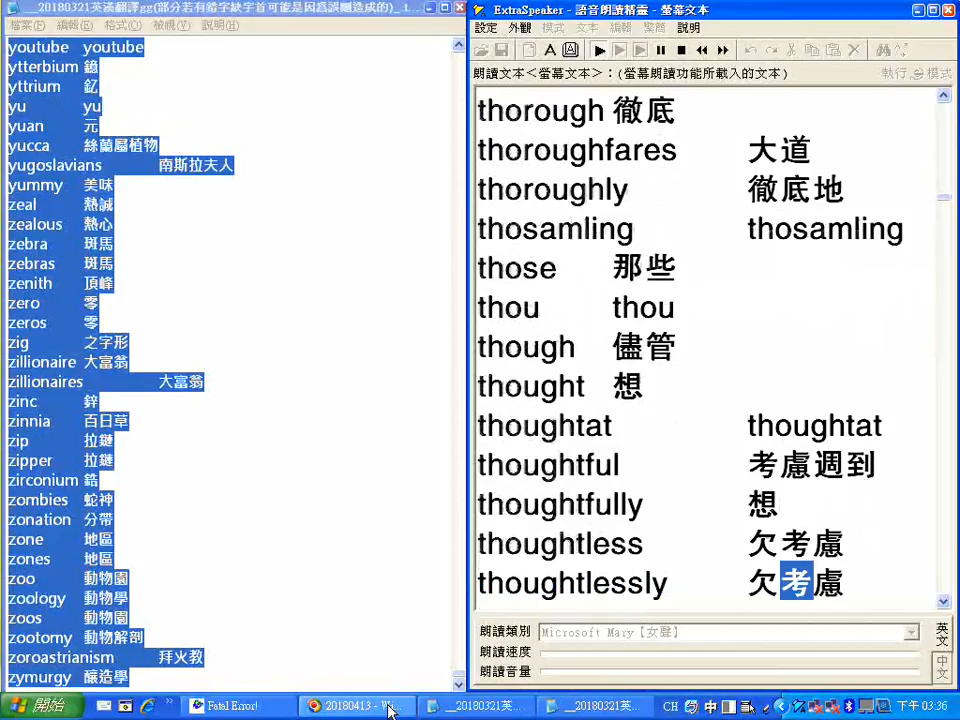 __20180321英漢翻譯gg(部分若有錯字缺字首可能是因為誤
檔案(F) 編輯(E) 格式(O) 檢視(V) 說明(H)
youtube youtube
ytterbium 鐿
yttrium 釔
yu yu
yuan 元
yucca 絲蘭屬植物
yugoslavians 南斯拉夫人
yummy 美味
zeal 熱誠
zealous 熱心
zebra 斑馬
zebras 斑馬
zenith 頂峰
zero 零
zeros 零
zig 之字形
zillionaire 大富翁
zillionaires 大富翁
zinc 鋅
zinnia 百日草
zip 拉鏈
zipper 拉鏈
zirconium 鋯
zombies 蛇神
zonation 分帶
zone 地區
zones 地區
zoo 動物園
zoology 動物學
zoos 動物園
zootomy 動物解剖
zoroastrianism 拜火教
zymurgy 釀造學
ExtraSpeaker - 語音朗讀精靈 - 螢幕文本
設定 外觀 模式 文本 編輯 繁簡 說明
朗讀文本<螢幕文本>：(螢幕朗讀功能所載入的文本) 執行 模式
thorough 徹底
thoroughfares 大道
thoroughly 徹底地
thosamling thosamling
those 那些
thou thou
though 儘管
thought 想
thoughtat thoughtat
thoughtful 考慮週到
thoughtfully 想
thoughtless 欠考慮
thoughtlessly 欠考慮
朗讀類別 Microsoft Mary【女聲】
朗讀速度
朗讀音量
英文
中文
開始 Fatal Error! 20180413 - __20180321英... __20180321英... CH 中 下午 03:36